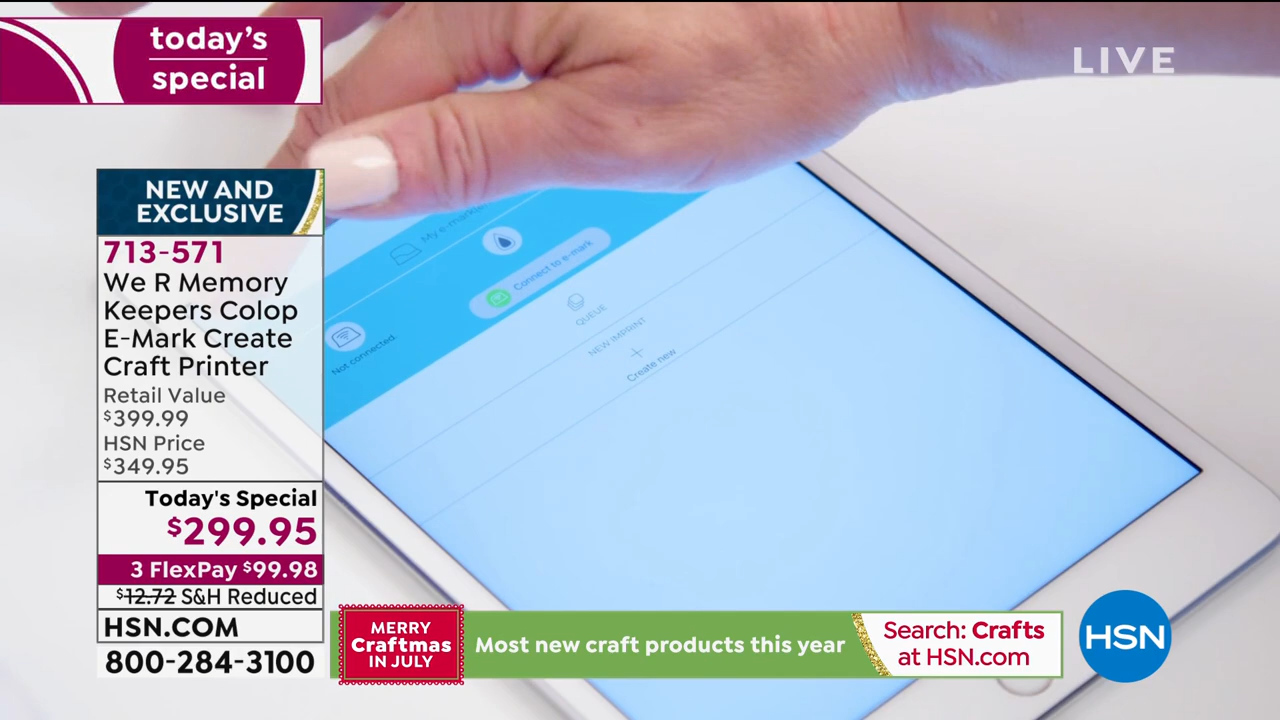 today's
special
LIVE
NEW AND
EXCLUSIVE
713-571
We R Memory
Keepers Colop
E-Mark Create
Craft Printer
Retail Value
$399.99
HSN Price
$349.95
Today's Special
$299.95
3 FlexPay $99.98
$12.72 S&H Reduced
HSN.COM
800-284-3100
My e-mark
Connect to e-mark
Not connected
QUEUE
NEW IMPRINT
Create new
MERRY
Craftmas
IN JULY
Most new craft products this year
Search: Crafts
at HSN.com
HSN